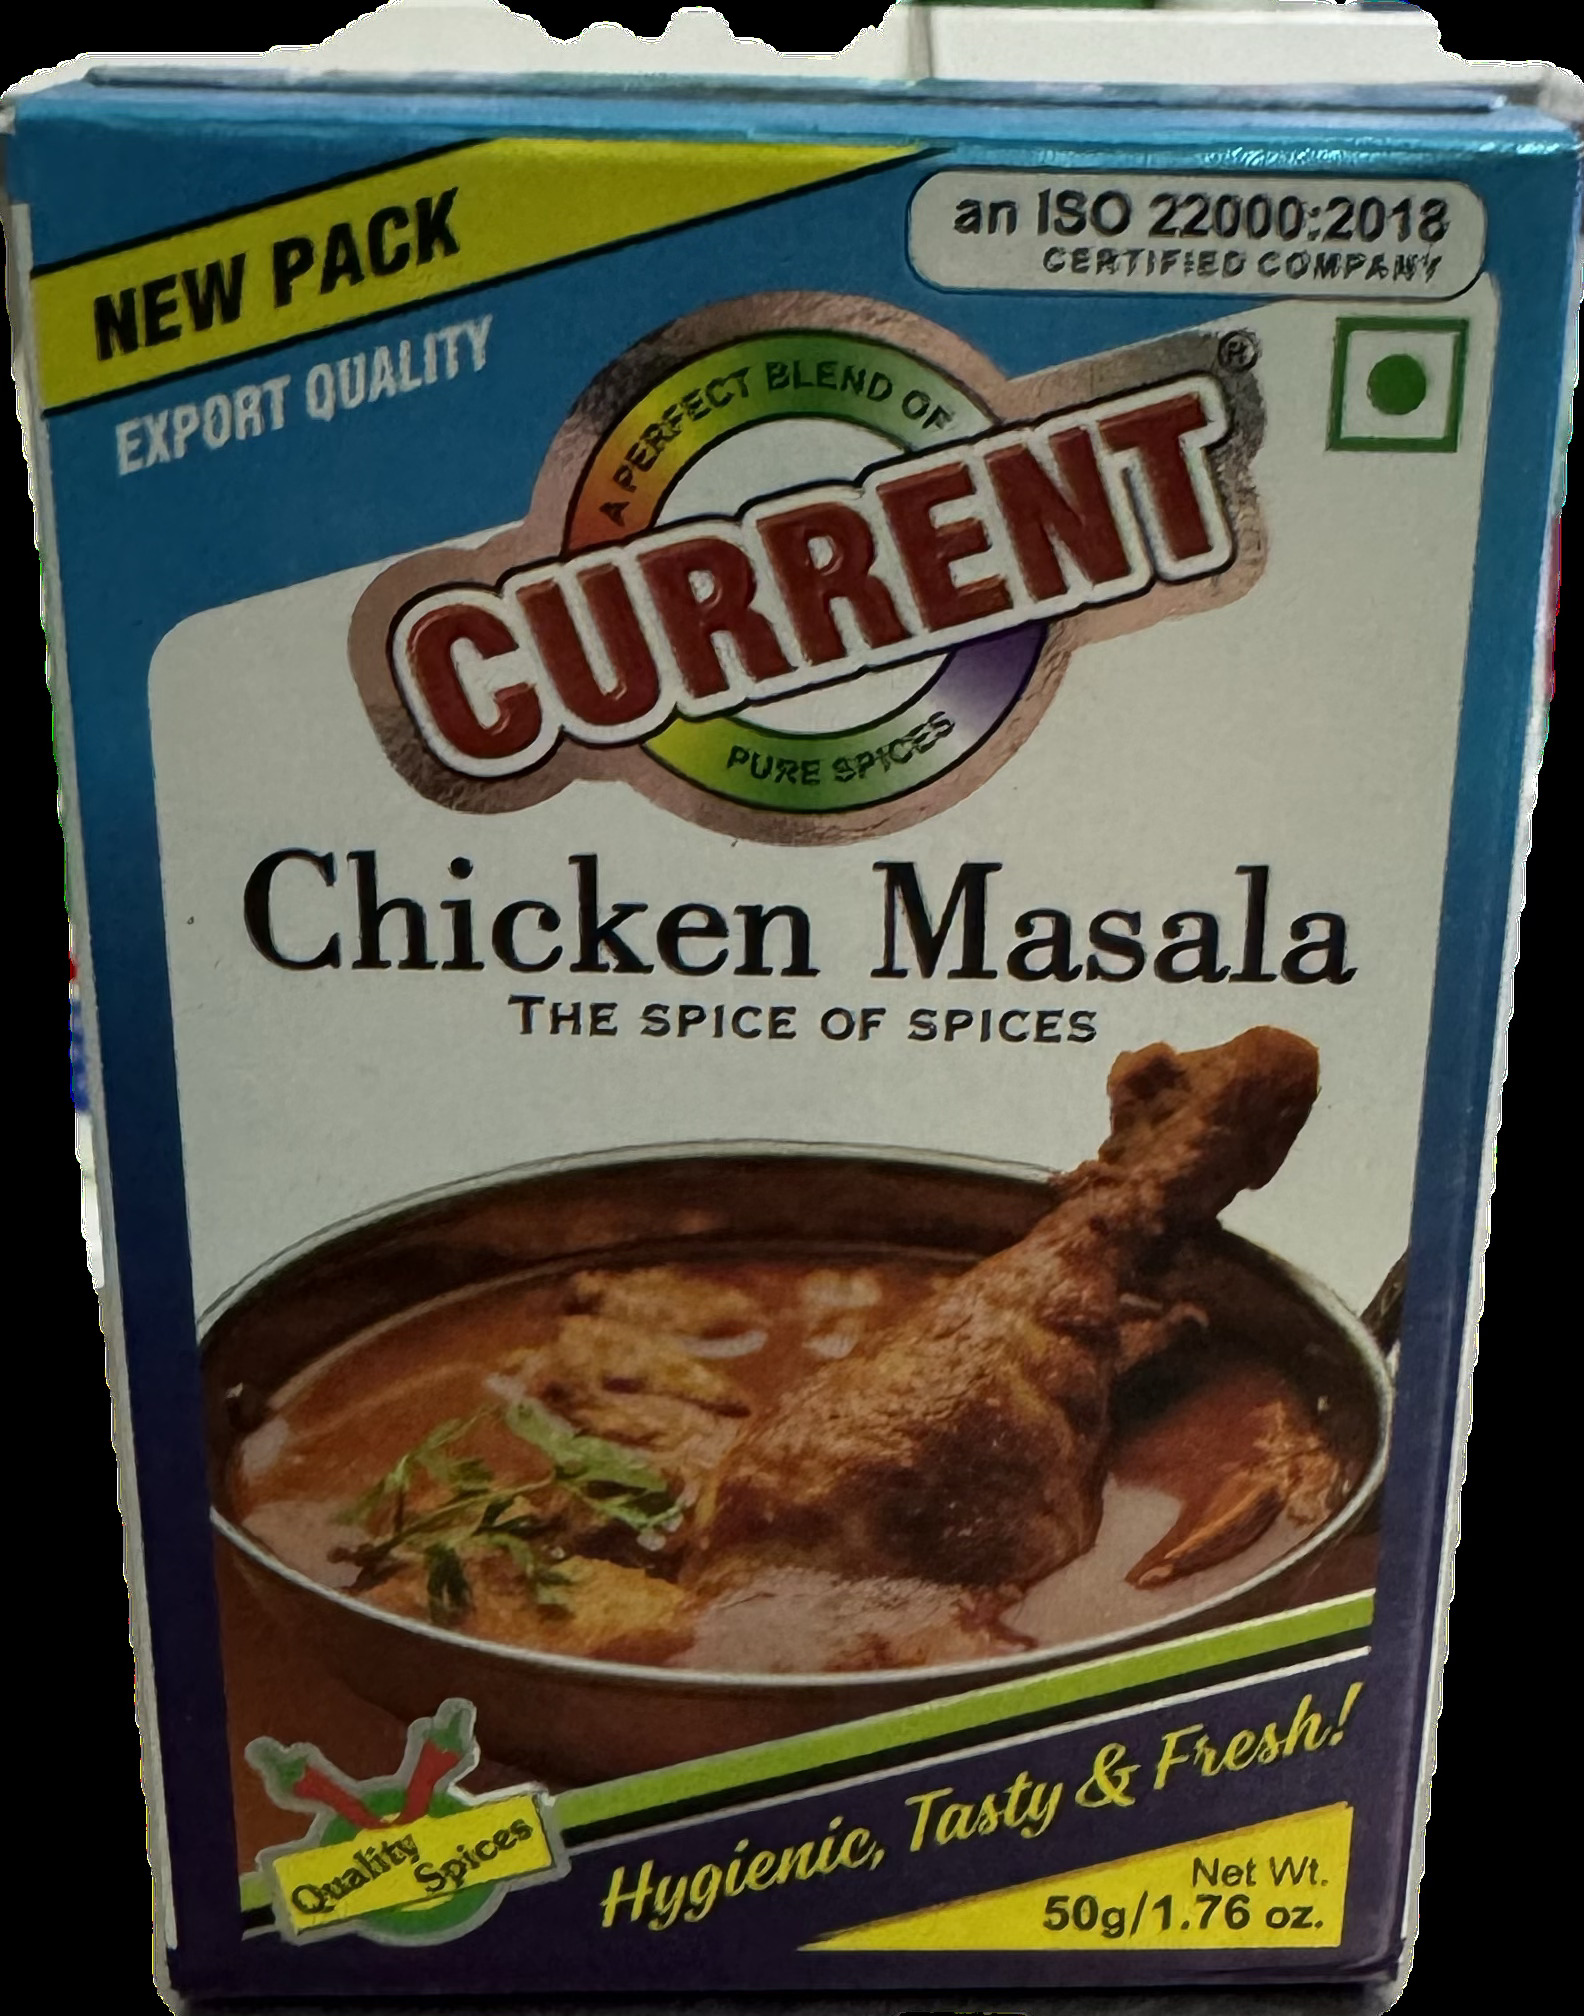 NEW PACK
EXPORT QUALITY
an ISO 22000:2018
CERTIFIED COMPANY
A PERFECT BLEND OF
CURRENT®
PURE SPICES
Chicken Masala
THE SPICE OF SPICES
Quality
Spices
Hygienic, Tasty & Fresh!
Net Wt.
50g/1.76 oz.